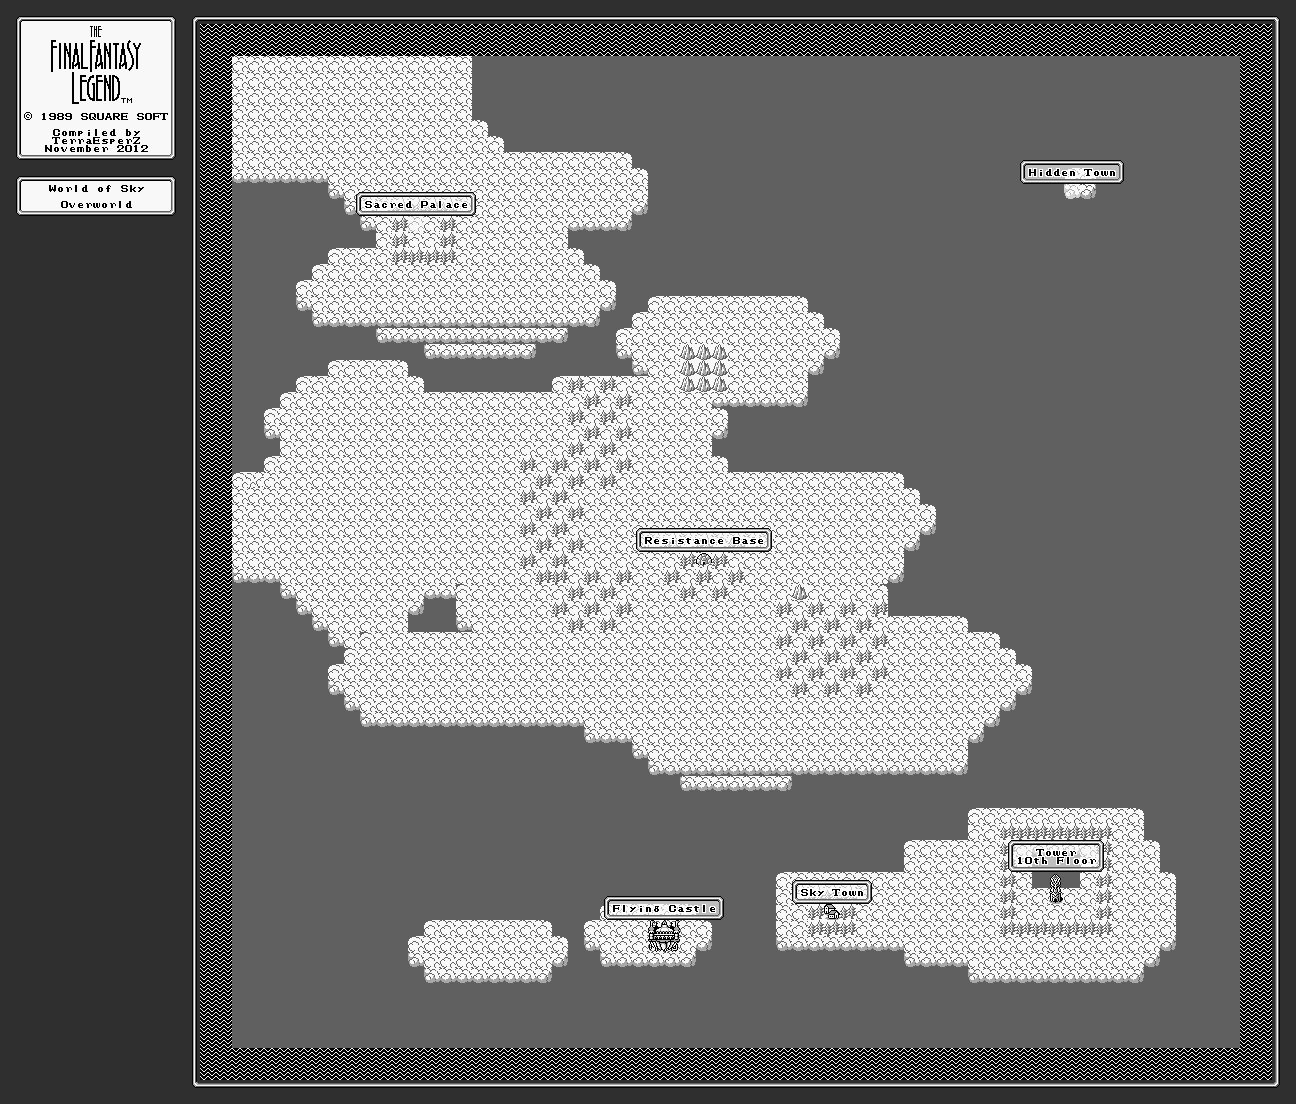 THE
FINAL FANTASY
LEGEND™
© 1989 SQUARE SOFT
Compiled by
TerraEsperZ
November 2012
World of Sky
Overworld
Hidden Town
Sacred Palace
Resistance Base
Tower
10th Floor
Sky Town
Flying Castle